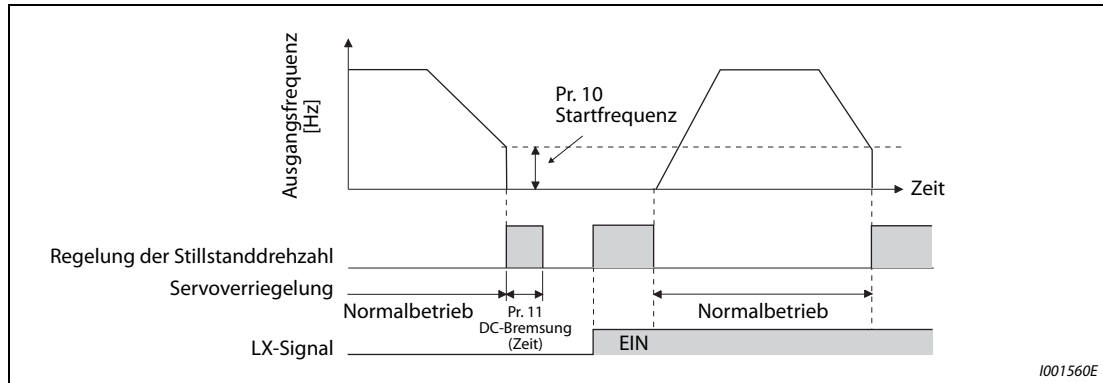 Ausgangsfrequenz
[Hz]
Pr. 10
Startfrequenz
Zeit
Regelung der Stillstanddrehzahl
Servoverriegelung
Normalbetrieb
Pr. 11
DC-Bremsung
(Zeit)
Normalbetrieb
LX-Signal
EIN
I001560E